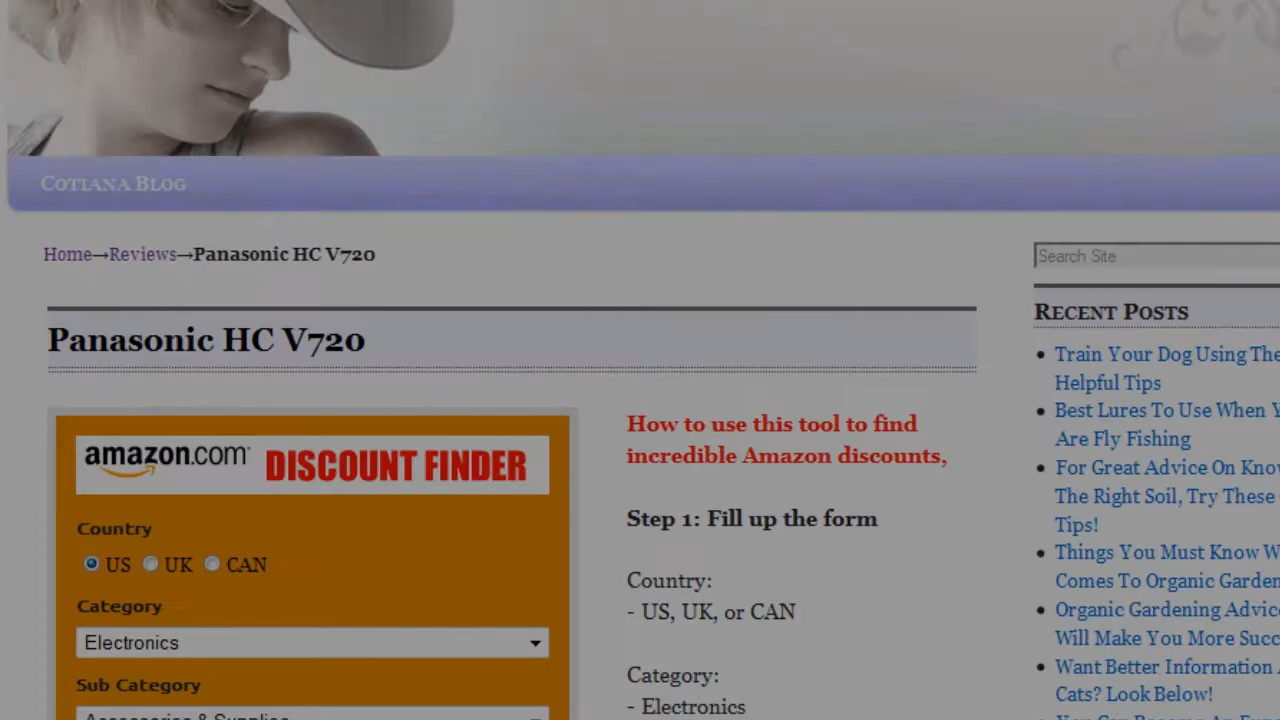 Cotiana Blog
Home→Reviews→Panasonic HC V720
Panasonic HC V720
amazon.com DISCOUNT FINDER
Country
US UK CAN
Category
Electronics
Sub Category
Accessories & Supplies
How to use this tool to find
incredible Amazon discounts,
Step 1: Fill up the form
Country:
- US, UK, or CAN
Category:
- Electronics
Search Site
Recent Posts
Train Your Dog Using The
Helpful Tips
Best Lures To Use When Y
Are Fly Fishing
For Great Advice On Kno
The Right Soil, Try These
Tips!
Things You Must Know W
Comes To Organic Garden
Organic Gardening Advic
Will Make You More Succ
Want Better Information
Cats? Look Below!